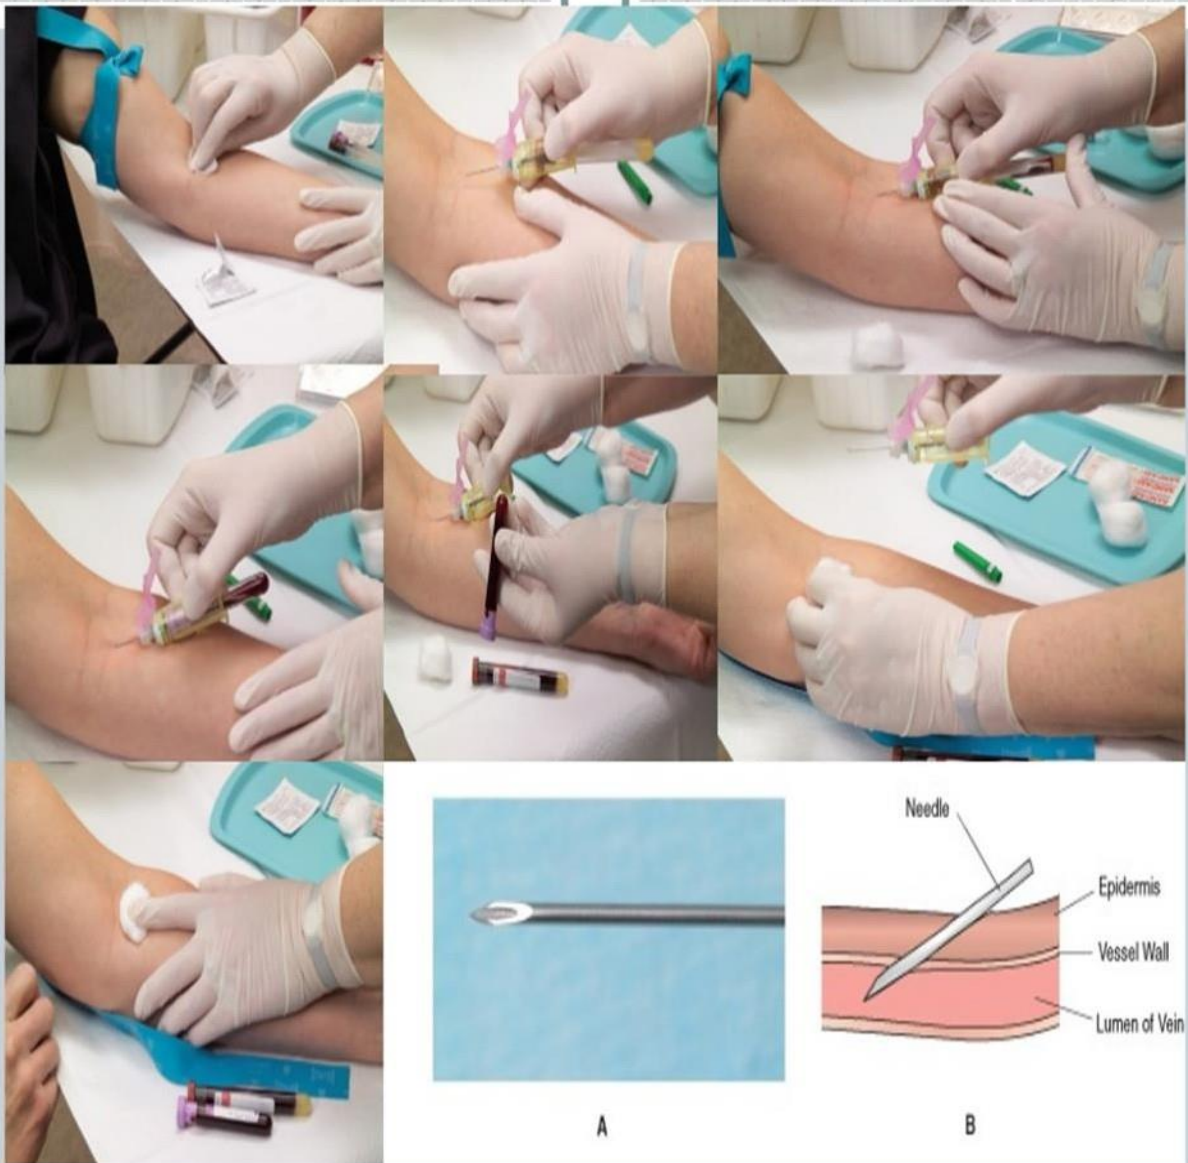 Needle
Epidermis
Vessel Wall
Lumen of Vein
A
B